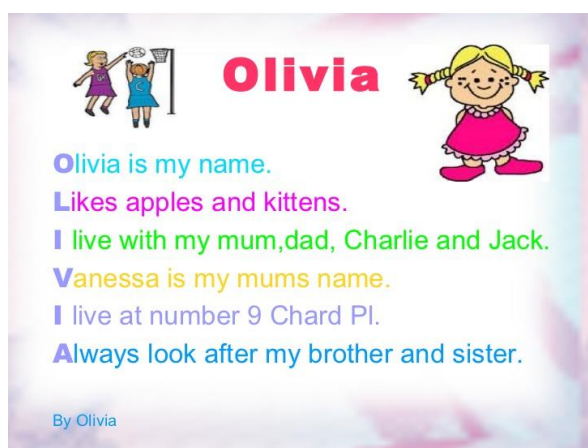 Olivia
Olivia is my name.
Likes apples and kittens.
I live with my mum,dad, Charlie and Jack.
Vanessa is my mums name.
I live at number 9 Chard Pl.
Always look after my brother and sister.
By Olivia